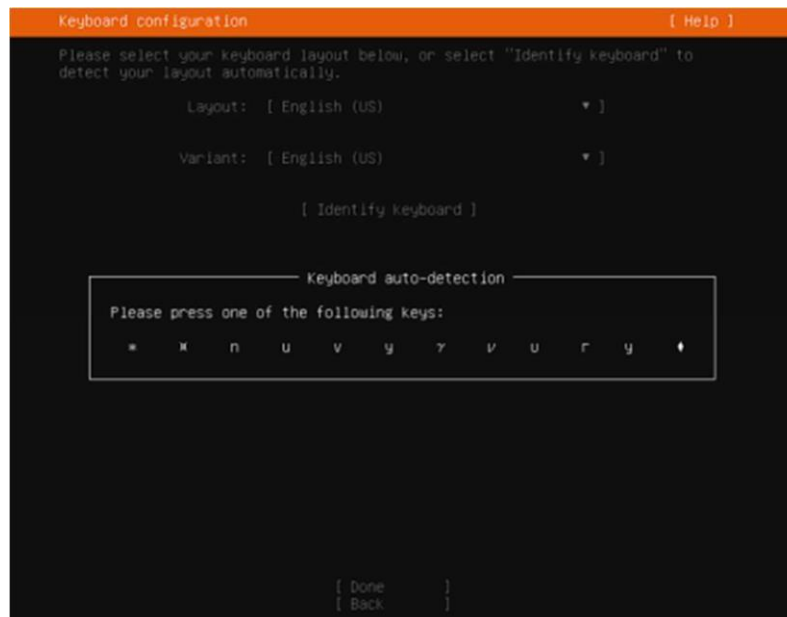 Keyboard configuration [ Help ]
Please select your keyboard layout below, or select "Identify keyboard" to
detect your layout automatically.
Layout: [ English (US) ▾ ]
Variant: [ English (US) ▾ ]
[ Identify keyboard ]
Keyboard auto-detection
Please press one of the following keys:
n u v y γ ν υ г у ♦
[ Done ]
[ Back ]